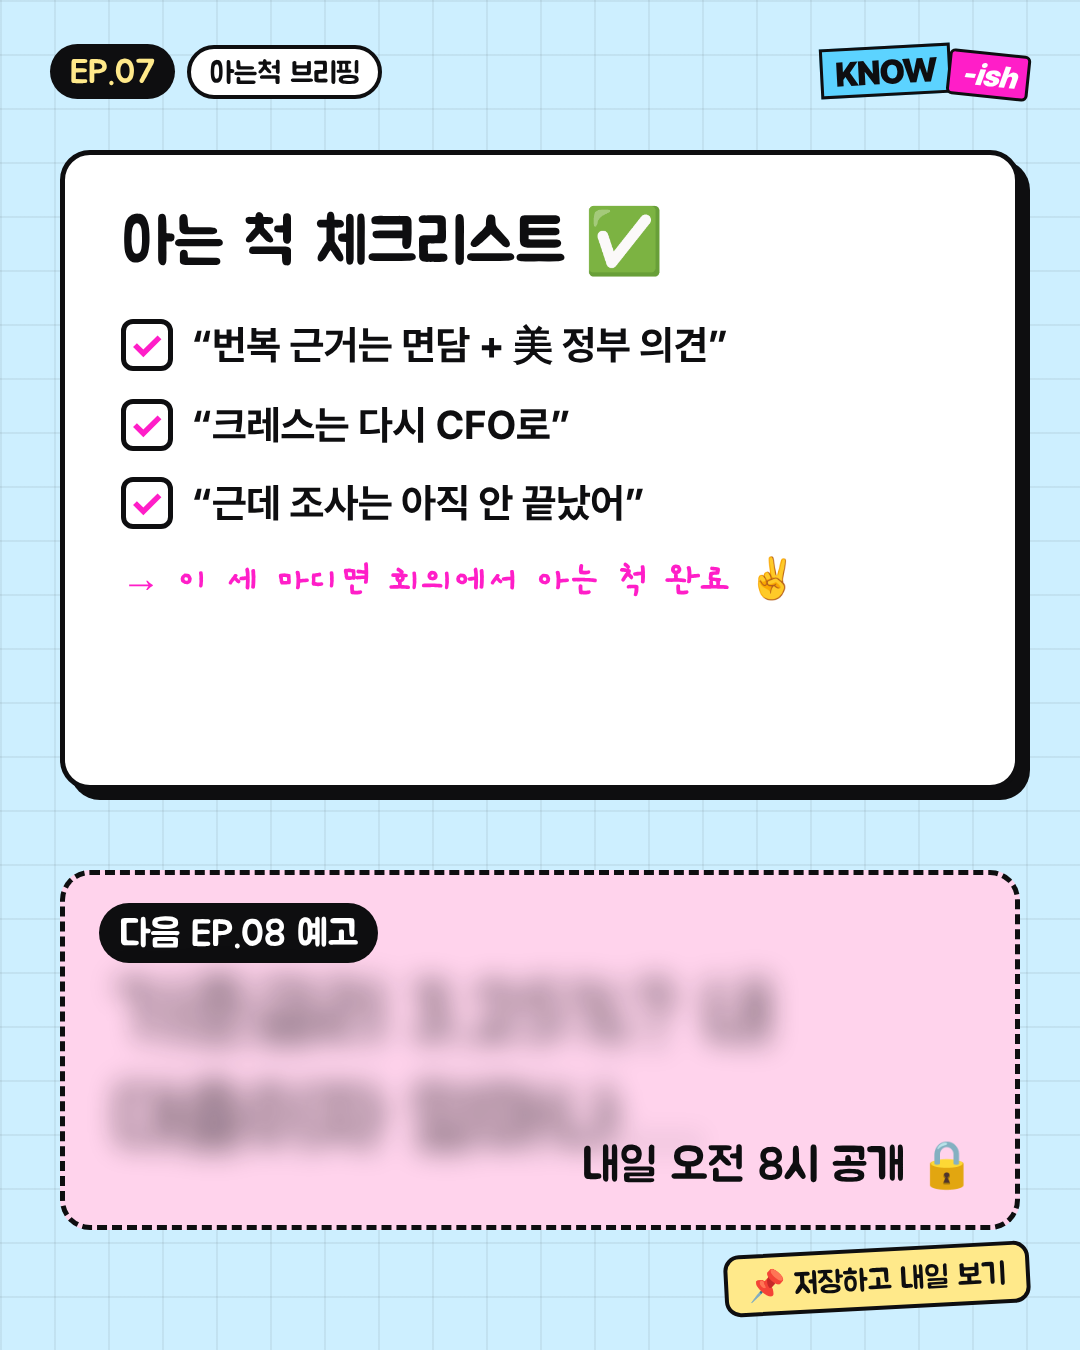 EP.07 아는척 브리핑 KNOW -ish
아는 척 체크리스트 ✅
“번복 근거는 면담 + 美 정부 의견”
“크레스는 다시 CFO로”
“근데 조사는 아직 안 끝났어”
→ 이 세 마디면 회의에서 아는 척 완료 ✌️
다음 EP.08 예고
내일 오전 8시 공개 🔒
📌 저장하고 내일 보기